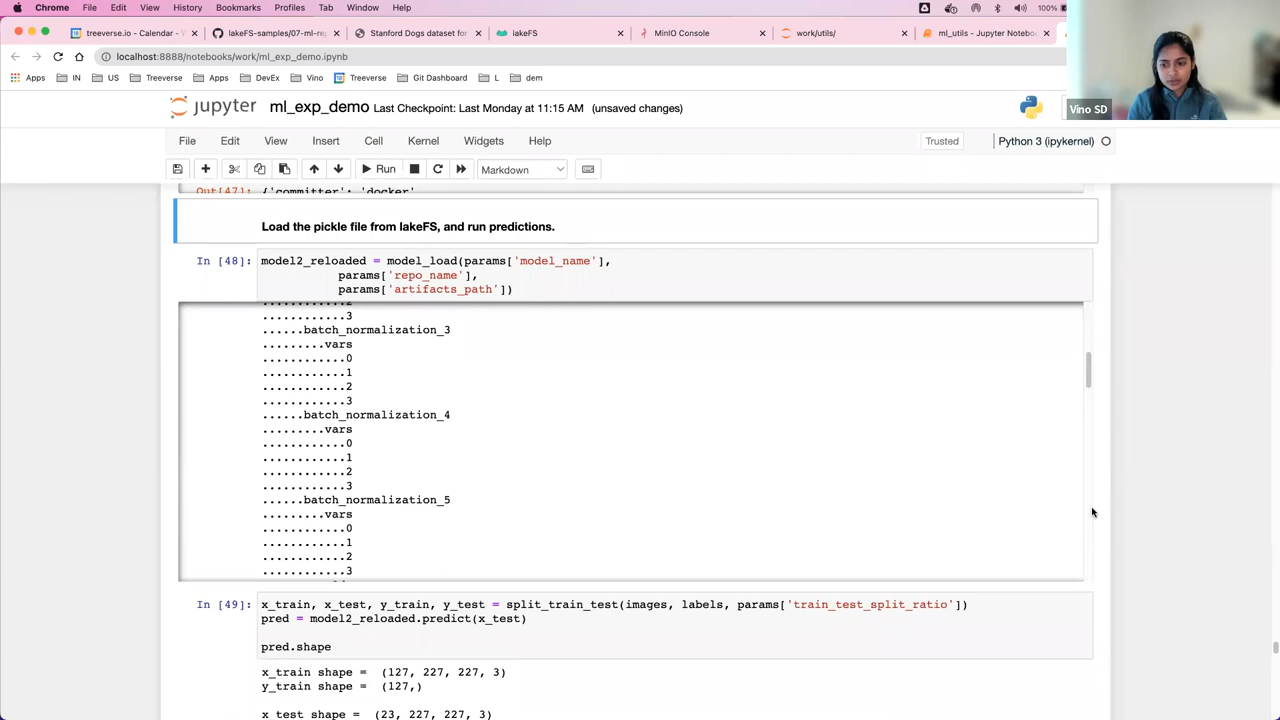 Chrome File Edit View History Bookmarks Profiles Tab Window Help 100%
treeverse.io - Calendar - lakeFS-samples/07-ml-rep Stanford Dogs dataset for lakeFS MinIO Console work/utils/ ml_utils - Jupyter Noteboo
localhost:8888/notebooks/work/ml_exp_demo.ipynb
Apps IN US Treeverse Apps DevEx Vino Treeverse Git Dashboard L dem
Vino SD
jupyter ml_exp_demo Last Checkpoint: Last Monday at 11:15 AM (unsaved changes)
File Edit View Insert Cell Kernel Widgets Help Trusted Python 3 (ipykernel)
Run Markdown
Out[47]: {'committer': 'docker',
Load the pickle file from lakeFS, and run predictions.
In [48]: model2_reloaded = model_load(params['model_name'],
params['repo_name'],
params['artifacts_path'])
............2
............3
......batch_normalization_3
.........vars
............0
............1
............2
............3
......batch_normalization_4
.........vars
............0
............1
............2
............3
......batch_normalization_5
.........vars
............0
............1
............2
............3
In [49]: x_train, x_test, y_train, y_test = split_train_test(images, labels, params['train_test_split_ratio'])
pred = model2_reloaded.predict(x_test)
pred.shape
x_train shape = (127, 227, 227, 3)
y_train shape = (127,)
x_test shape = (23, 227, 227, 3)